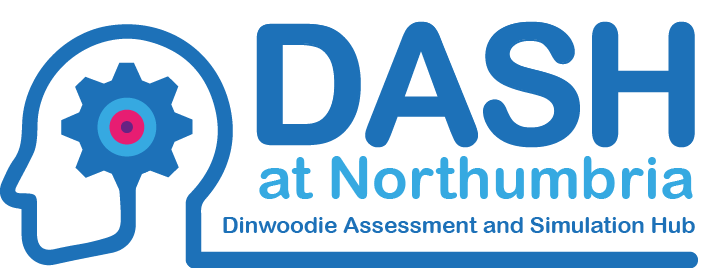 DASH
at Northumbria
Dinwoodie Assessment and Simulation Hub